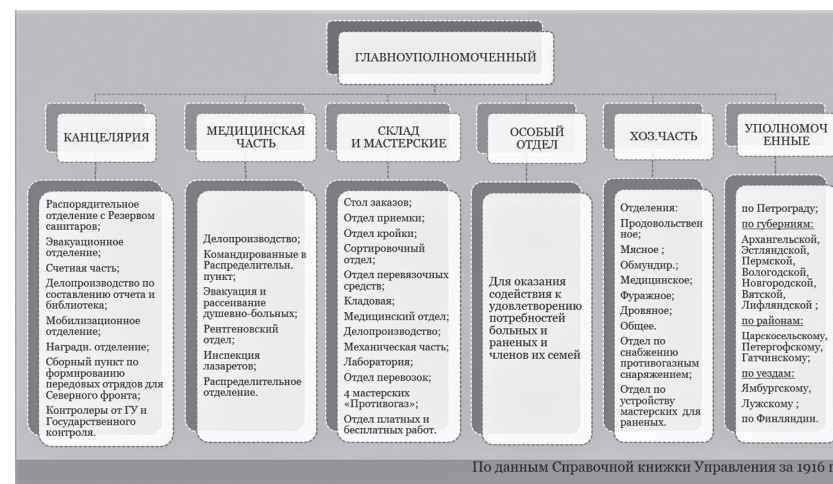 ГЛАВНОУПОЛНОМОЧЕННЫЙ
КАНЦЕЛЯРИЯ
Распорядительное
отделение с Резервом
санитаров;
Эвакуационное
отделение;
Счетная часть;
Делопроизводство по
составлению отчета и
библиотека;
Мобилизационное
отделение;
Наградн. отделение;
Сборный пункт по
формированию
передовых отрядов для
Северного фронта;
Контролеры от ГУ и
Государственного
контроля.
МЕДИЦИНСКАЯ
ЧАСТЬ
Делопроизводство;
Командированные в
Распределительн.
пункт;
Эвакуация и
рассеивание
душевно-больных;
Рентгеновский
отдел;
Инспекция
лазаретов;
Распределительное
отделение.
СКЛАД
И МАСТЕРСКИЕ
Стол заказов;
Отдел приемки;
Отдел кройки;
Сортировочный
отдел;
Отдел перевязочных
средств;
Кладовая;
Медицинский отдел;
Делопроизводство;
Механическая часть;
Лаборатория;
Отдел перевозок;
4 мастерских
«Противогаз»;
Отдел платных и
бесплатных работ.
ОСОБЫЙ
ОТДЕЛ
Для оказания
содействия к
удовлетворению
потребностей
больных и
раненых и
членов их семей
ХОЗ.ЧАСТЬ
Отделения:
Продовольствен
ное;
Мясное ;
Обмундир.;
Медицинское;
Фуражное;
Дровяное;
Общее.
Отдел по
снабжению
противогазным
снаряжением;
Отдел по
устройству
мастерских для
раненых.
УПОЛНОМОЧ
ЕННЫЕ
по Петрограду;
по губерниям:
Архангельской,
Эстляндской,
Пермской,
Вологодской,
Новгородской,
Вятской,
Лифляндской ;
по районам:
Царскосельскому,
Петергофскому,
Гатчинскому;
по уездам:
Ямбургскому,
Лужскому ;
по Финляндии.
По данным Справочной книжки Управления за 1916 г